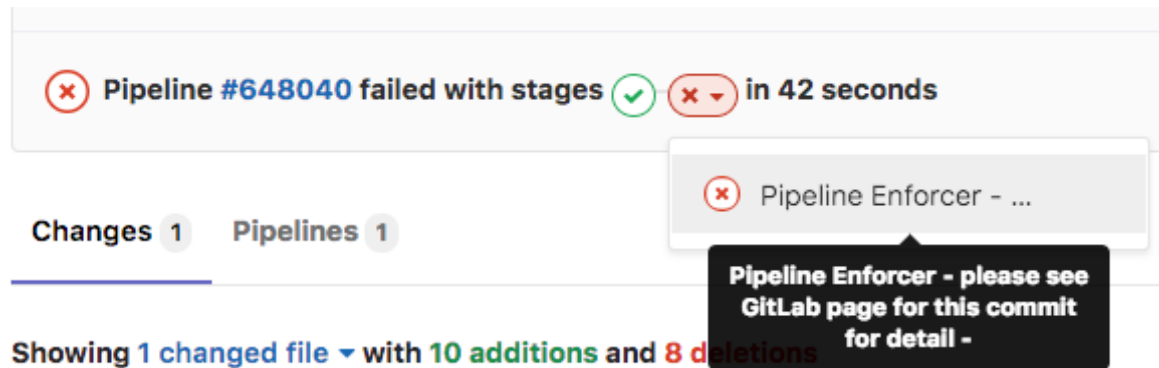 Pipeline #648040 failed with stages in 42 seconds
Pipeline Enforcer - ...
Changes 1 Pipelines 1
Pipeline Enforcer - please see
GitLab page for this commit
for detail -
Showing 1 changed file with 10 additions and 8 deletions